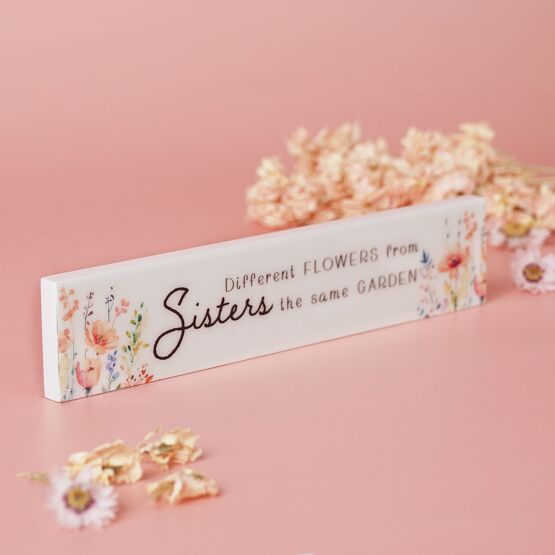 Different FLOWERS from
Sisters the same GARDEN